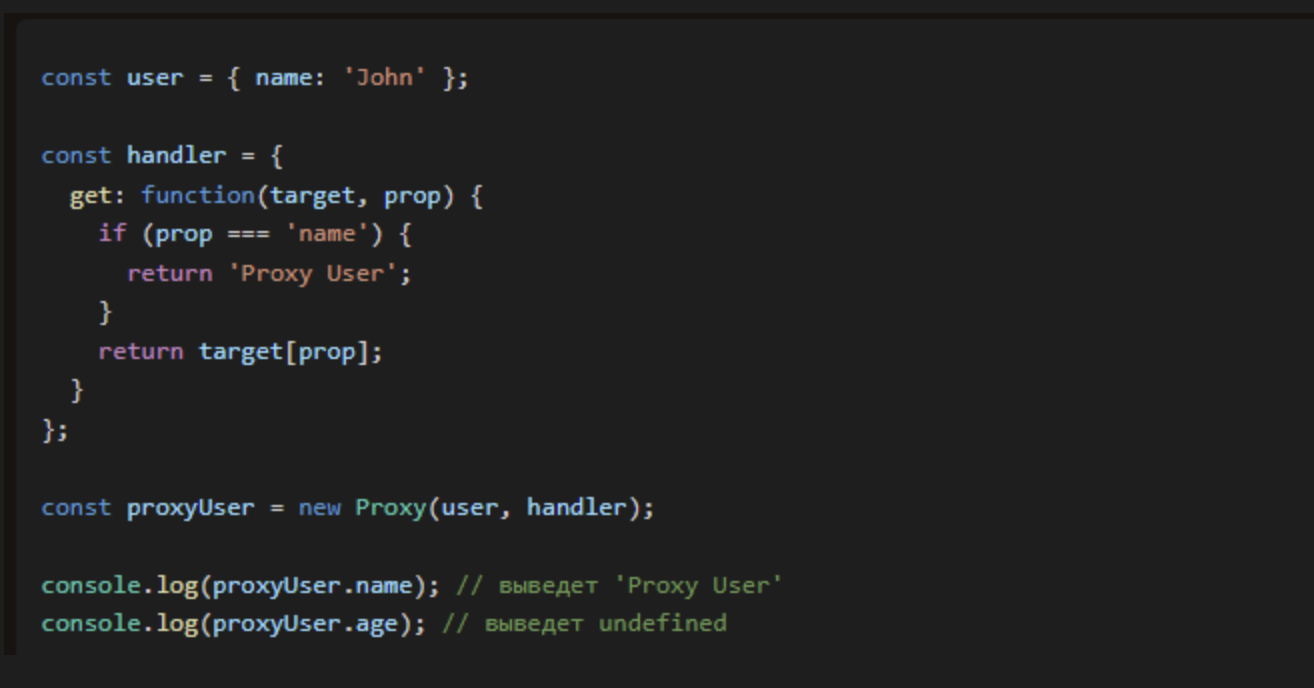 const user = { name: 'John' };
const handler = {
get: function(target, prop) {
if (prop === 'name') {
return 'Proxy User';
}
return target[prop];
}
};
const proxyUser = new Proxy(user, handler);
console.log(proxyUser.name); // выведет 'Proxy User'
console.log(proxyUser.age); // выведет undefined